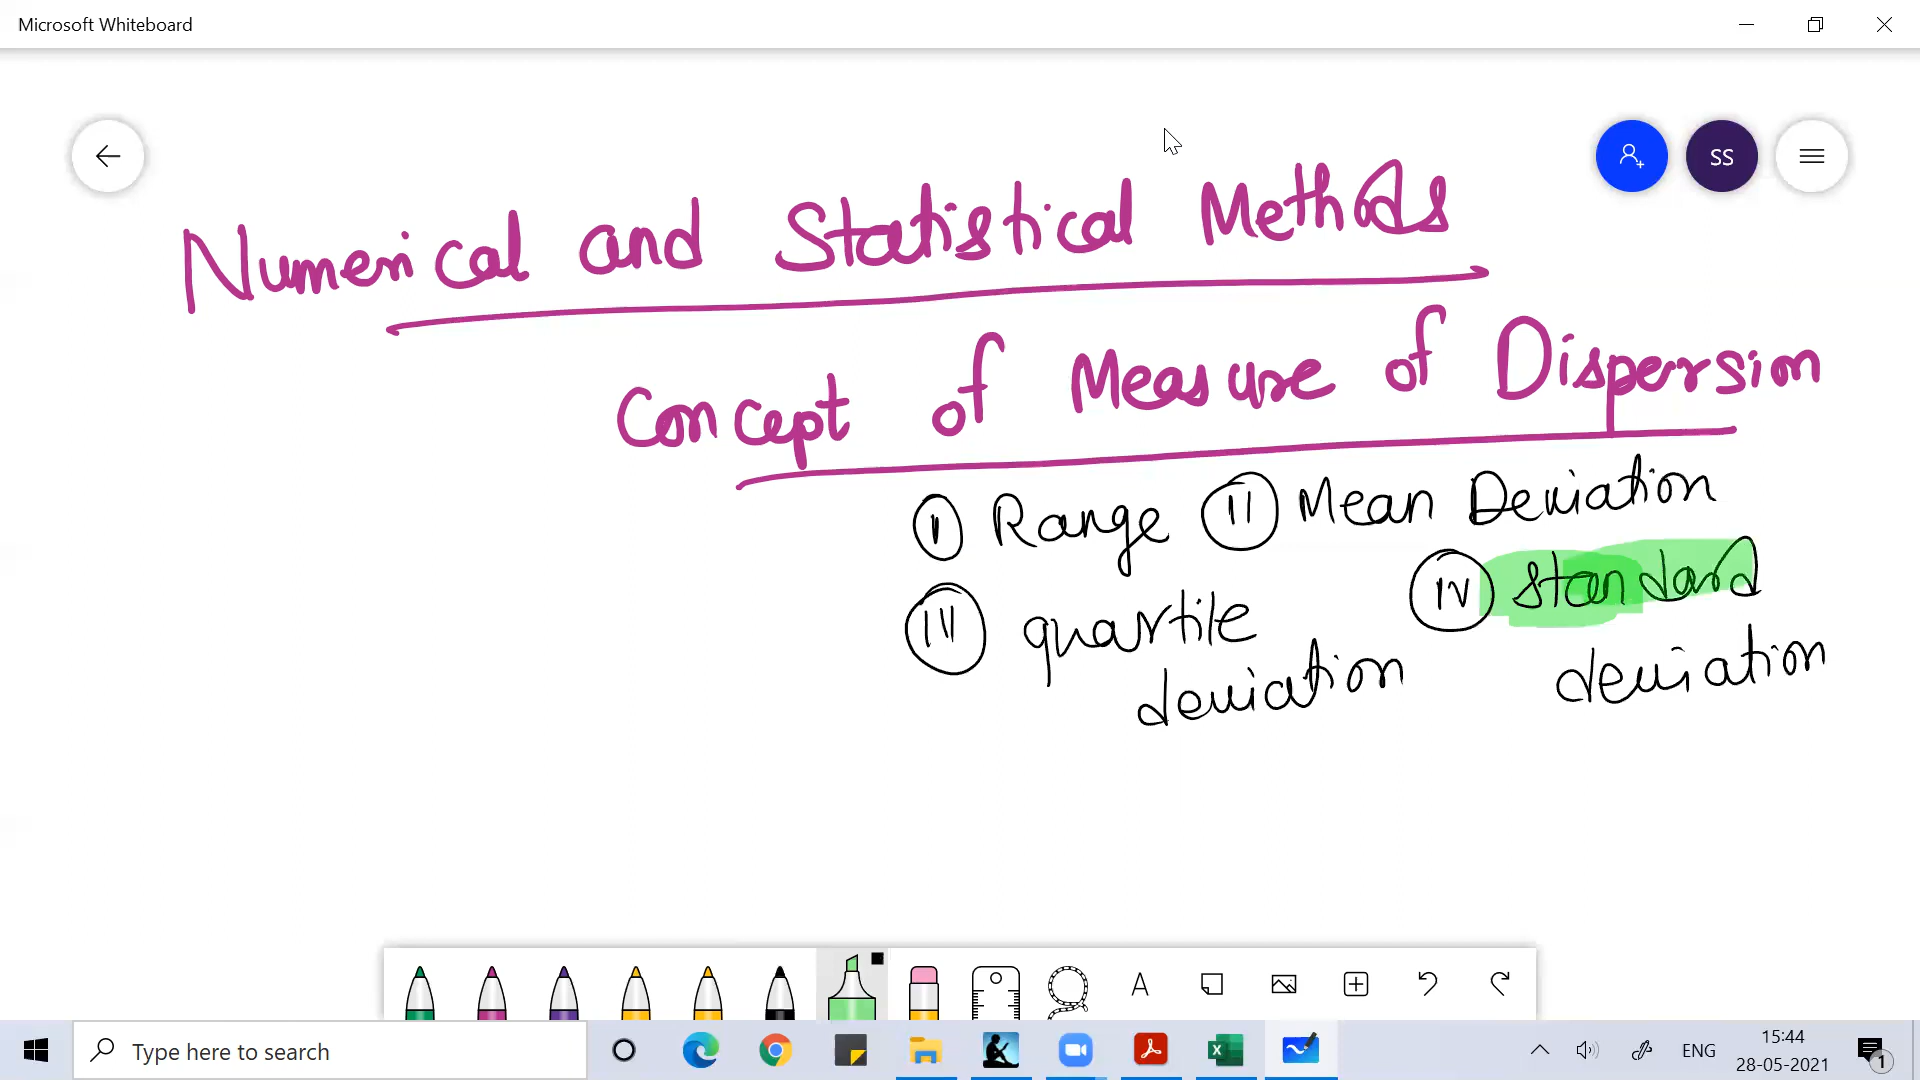 Microsoft Whiteboard
SS
Numerical and Statistical Methods
Concept of Measure of Dispersion
I Range II Mean Deviation
III quartile IV standard
deviation deviation
A
Type here to search
ENG
15:44
28-05-2021
1